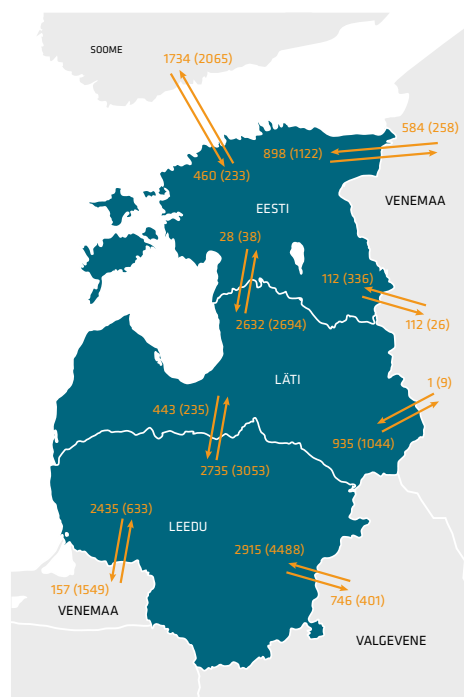 SOOME
1734 (2065)
584 (258)
898 (1122)
460 (233)
EESTI
VENEMAA
28 (38)
112 (336)
2632 (2694)
112 (26)
LÄTI
1 (9)
443 (235)
935 (1044)
2735 (3053)
2435 (633)
LEEDU
2915 (4488)
157 (1549)
746 (401)
VENEMAA
VALGEVENE